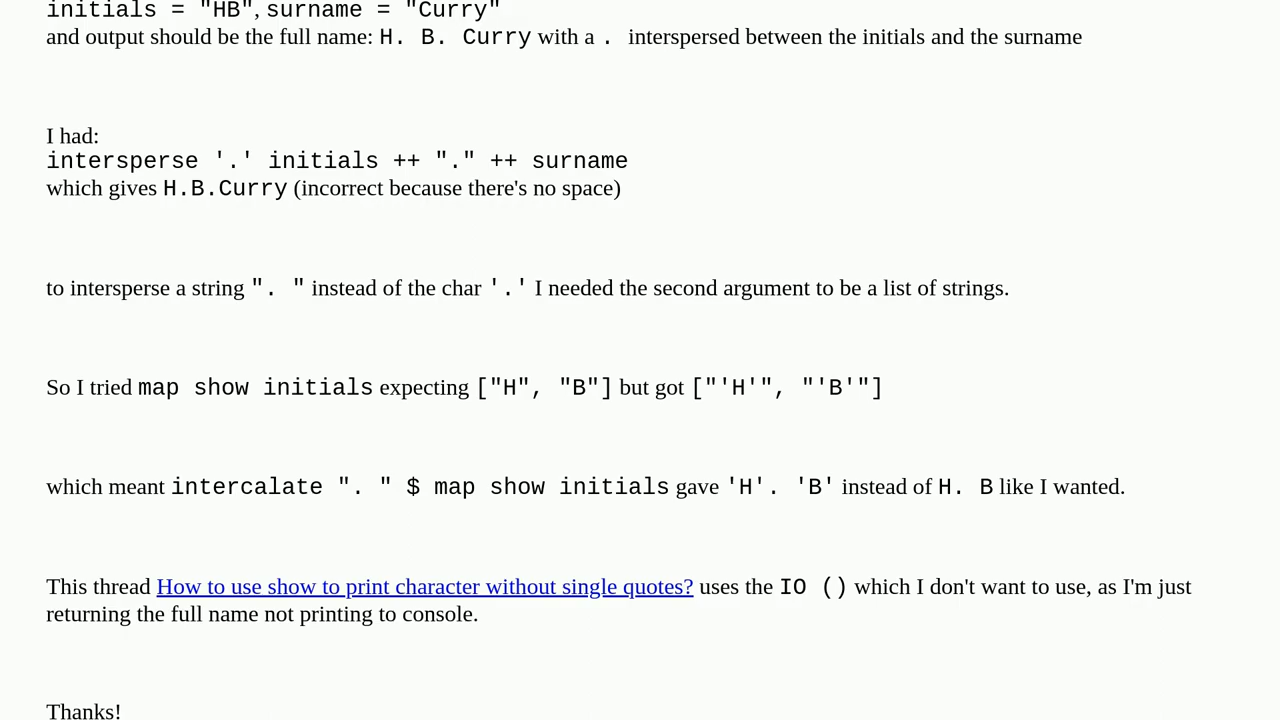 initials = "HB", surname = "Curry"
and output should be the full name: H. B. Curry with a . interspersed between the initials and the surname
I had:
intersperse '.' initials ++ "." ++ surname
which gives H.B.Curry (incorrect because there's no space)
to intersperse a string ". " instead of the char '.' I needed the second argument to be a list of strings.
So I tried map show initials expecting ["H", "B"] but got ["'H'", "'B'"]
which meant intercalate ". " $ map show initials gave 'H'. 'B' instead of H. B like I wanted.
This thread How to use show to print character without single quotes? uses the IO () which I don't want to use, as I'm just
returning the full name not printing to console.
Thanks!